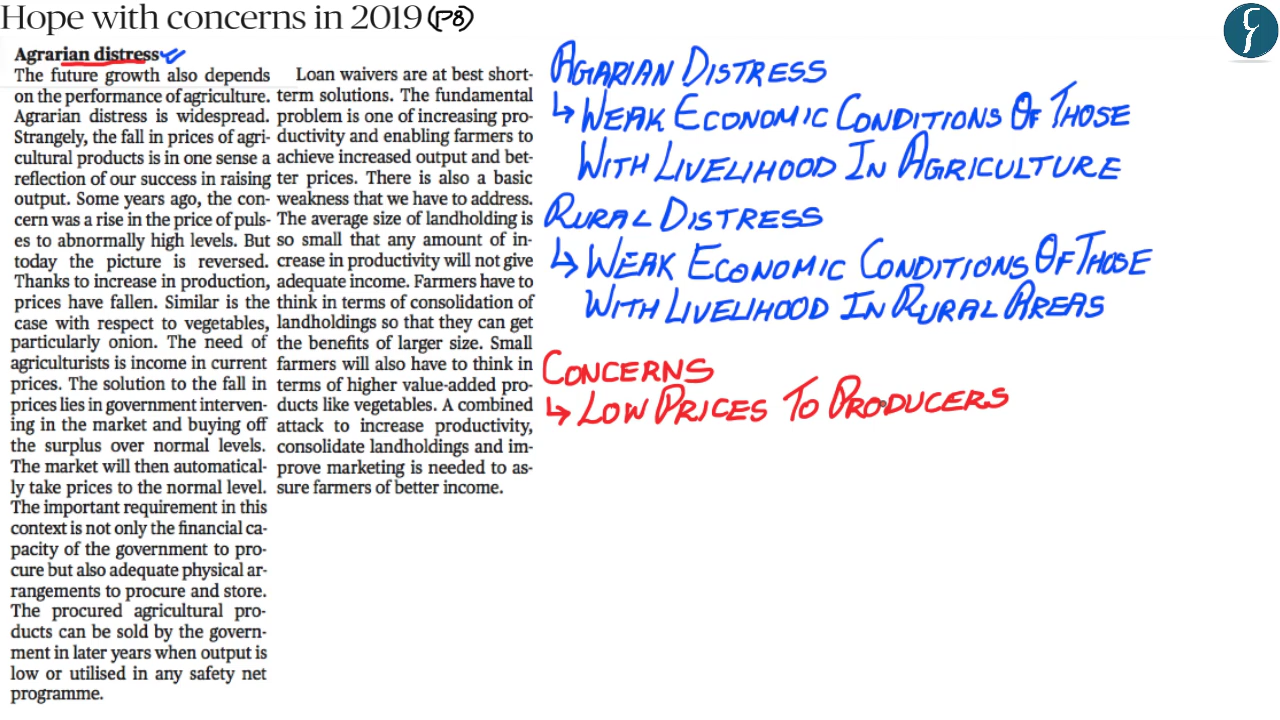 Hope with concerns in 2019 (P8)
Agrarian distress
The future growth also depends
on the performance of agriculture.
Agrarian distress is widespread.
Strangely, the fall in prices of agri-
cultural products is in one sense a
reflection of our success in raising
output. Some years ago, the con-
cern was a rise in the price of puls-
es to abnormally high levels. But
today the picture is reversed.
Thanks to increase in production,
prices have fallen. Similar is the
case with respect to vegetables,
particularly onion. The need of
agriculturists is income in current
prices. The solution to the fall in
prices lies in government interven-
ing in the market and buying off
the surplus over normal levels.
The market will then automatical-
ly take prices to the normal level.
The important requirement in this
context is not only the financial ca-
pacity of the government to pro-
cure but also adequate physical ar-
rangements to procure and store.
The procured agricultural pro-
ducts can be sold by the govern-
ment in later years when output is
low or utilised in any safety net
programme.
Loan waivers are at best short-
term solutions. The fundamental
problem is one of increasing pro-
ductivity and enabling farmers to
achieve increased output and bet-
ter prices. There is also a basic
weakness that we have to address.
The average size of landholding is
so small that any amount of in-
crease in productivity will not give
adequate income. Farmers have to
think in terms of consolidation of
landholdings so that they can get
the benefits of larger size. Small
farmers will also have to think in
terms of higher value-added pro-
ducts like vegetables. A combined
attack to increase productivity,
consolidate landholdings and im-
prove marketing is needed to as-
sure farmers of better income.
AGARIAN DISTRESS
↳ WEAK ECONOMIC CONDITIONS OF THOSE
WITH LIVELIHOOD IN AGRICULTURE
RURAL DISTRESS
↳ WEAK ECONOMIC CONDITIONS OF THOSE
WITH LIVELIHOOD IN RURAL AREAS
CONCERNS
↳ LOW PRICES TO PRODUCERS